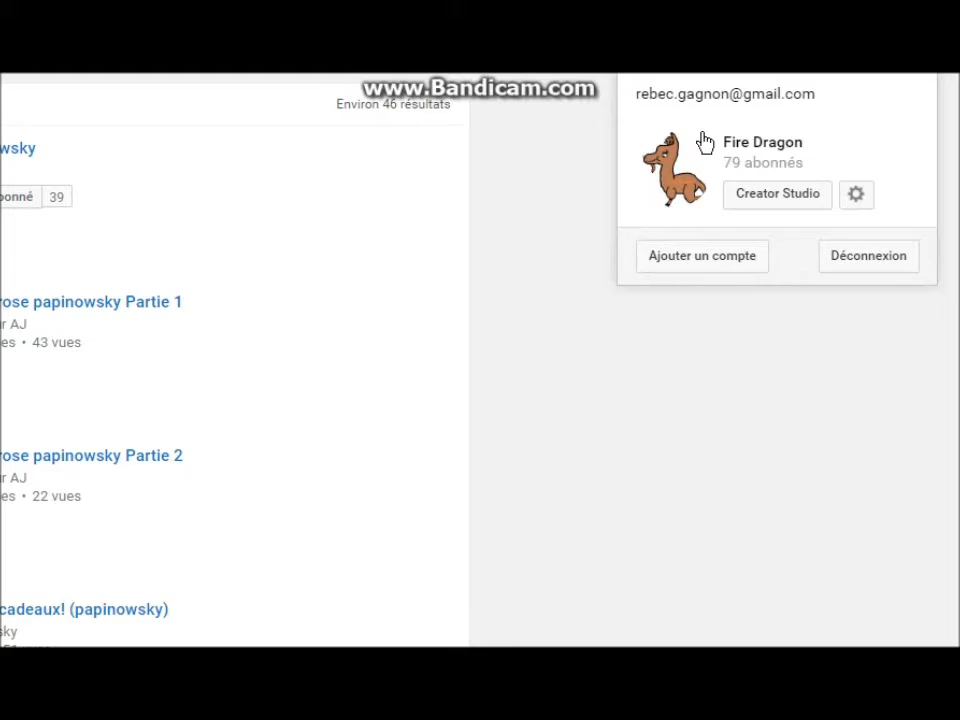 www.Bandicam.com
Environ 46 résultats
wsky
bonné 39
rose papinowsky Partie 1
r AJ
es • 43 vues
rose papinowsky Partie 2
r AJ
es • 22 vues
cadeaux! (papinowsky)
sky
rebec.gagnon@gmail.com
Fire Dragon
79 abonnés
Creator Studio
Ajouter un compte
Déconnexion